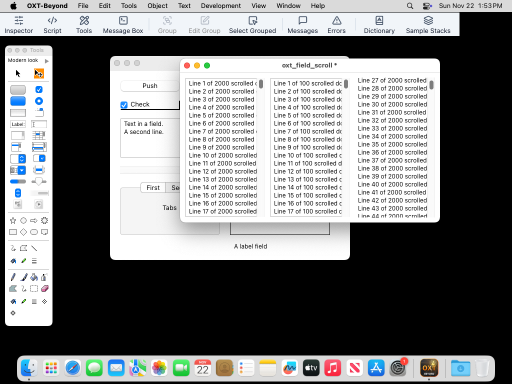 OXT-Beyond File Edit Tools Object Text Development View Window Help Sun Nov 22 1:53 PM
Inspector Script Message Box Group Edit Group Select Grouped Messages Errors Dictionary Sample Stacks
Tools
Modern look
Label
oxt_field_scroll *
Push
Check
Text in a field.
A second line.
First
Tabs
A label field
Line 1 of 2000 scrolled
Line 2 of 2000 scrolled
Line 3 of 2000 scrolled
Line 4 of 2000 scrolled
Line 5 of 2000 scrolled
Line 6 of 2000 scrolled
Line 7 of 2000 scrolled
Line 8 of 2000 scrolled
Line 9 of 2000 scrolled
Line 10 of 2000 scrolled
Line 11 of 2000 scrolled
Line 12 of 2000 scrolled
Line 13 of 2000 scrolled
Line 14 of 2000 scrolled
Line 15 of 2000 scrolled
Line 16 of 2000 scrolled
Line 17 of 2000 scrolled
Line 1 of 100 scrolled
Line 2 of 100 scrolled
Line 3 of 100 scrolled
Line 4 of 100 scrolled
Line 5 of 100 scrolled
Line 6 of 100 scrolled
Line 7 of 100 scrolled
Line 8 of 100 scrolled
Line 9 of 100 scrolled
Line 10 of 100 scrolled
Line 11 of 100 scrolled
Line 12 of 100 scrolled
Line 13 of 100 scrolled
Line 14 of 100 scrolled
Line 15 of 100 scrolled
Line 16 of 100 scrolled
Line 17 of 100 scrolled
Line 27 of 2000 scrolled
Line 28 of 2000 scrolled
Line 29 of 2000 scrolled
Line 30 of 2000 scrolled
Line 31 of 2000 scrolled
Line 32 of 2000 scrolled
Line 33 of 2000 scrolled
Line 34 of 2000 scrolled
Line 35 of 2000 scrolled
Line 36 of 2000 scrolled
Line 37 of 2000 scrolled
Line 38 of 2000 scrolled
Line 39 of 2000 scrolled
Line 40 of 2000 scrolled
Line 41 of 2000 scrolled
Line 42 of 2000 scrolled
Line 43 of 2000 scrolled
Line 44 of 2000 scrolled
22
tv
OXT